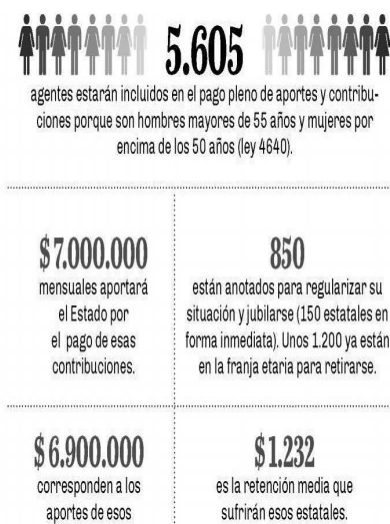 5.605
agentes estarán incluidos en el pago pleno de aportes y contribu-
ciones porque son hombres mayores de 55 años y mujeres por
encima de los 50 años (ley 4640).
$7.000.000
mensuales aportará
el Estado por
el pago de esas
contribuciones.
850
están anotados para regularizar su
situación y jubilarse (150 estatales en
forma inmediata). Unos 1.200 ya están
en la franja etaria para retirarse.
$6.900.000
corresponden a los
aportes de esos
$1.232
es la retención media que
sufrirán esos estatales.